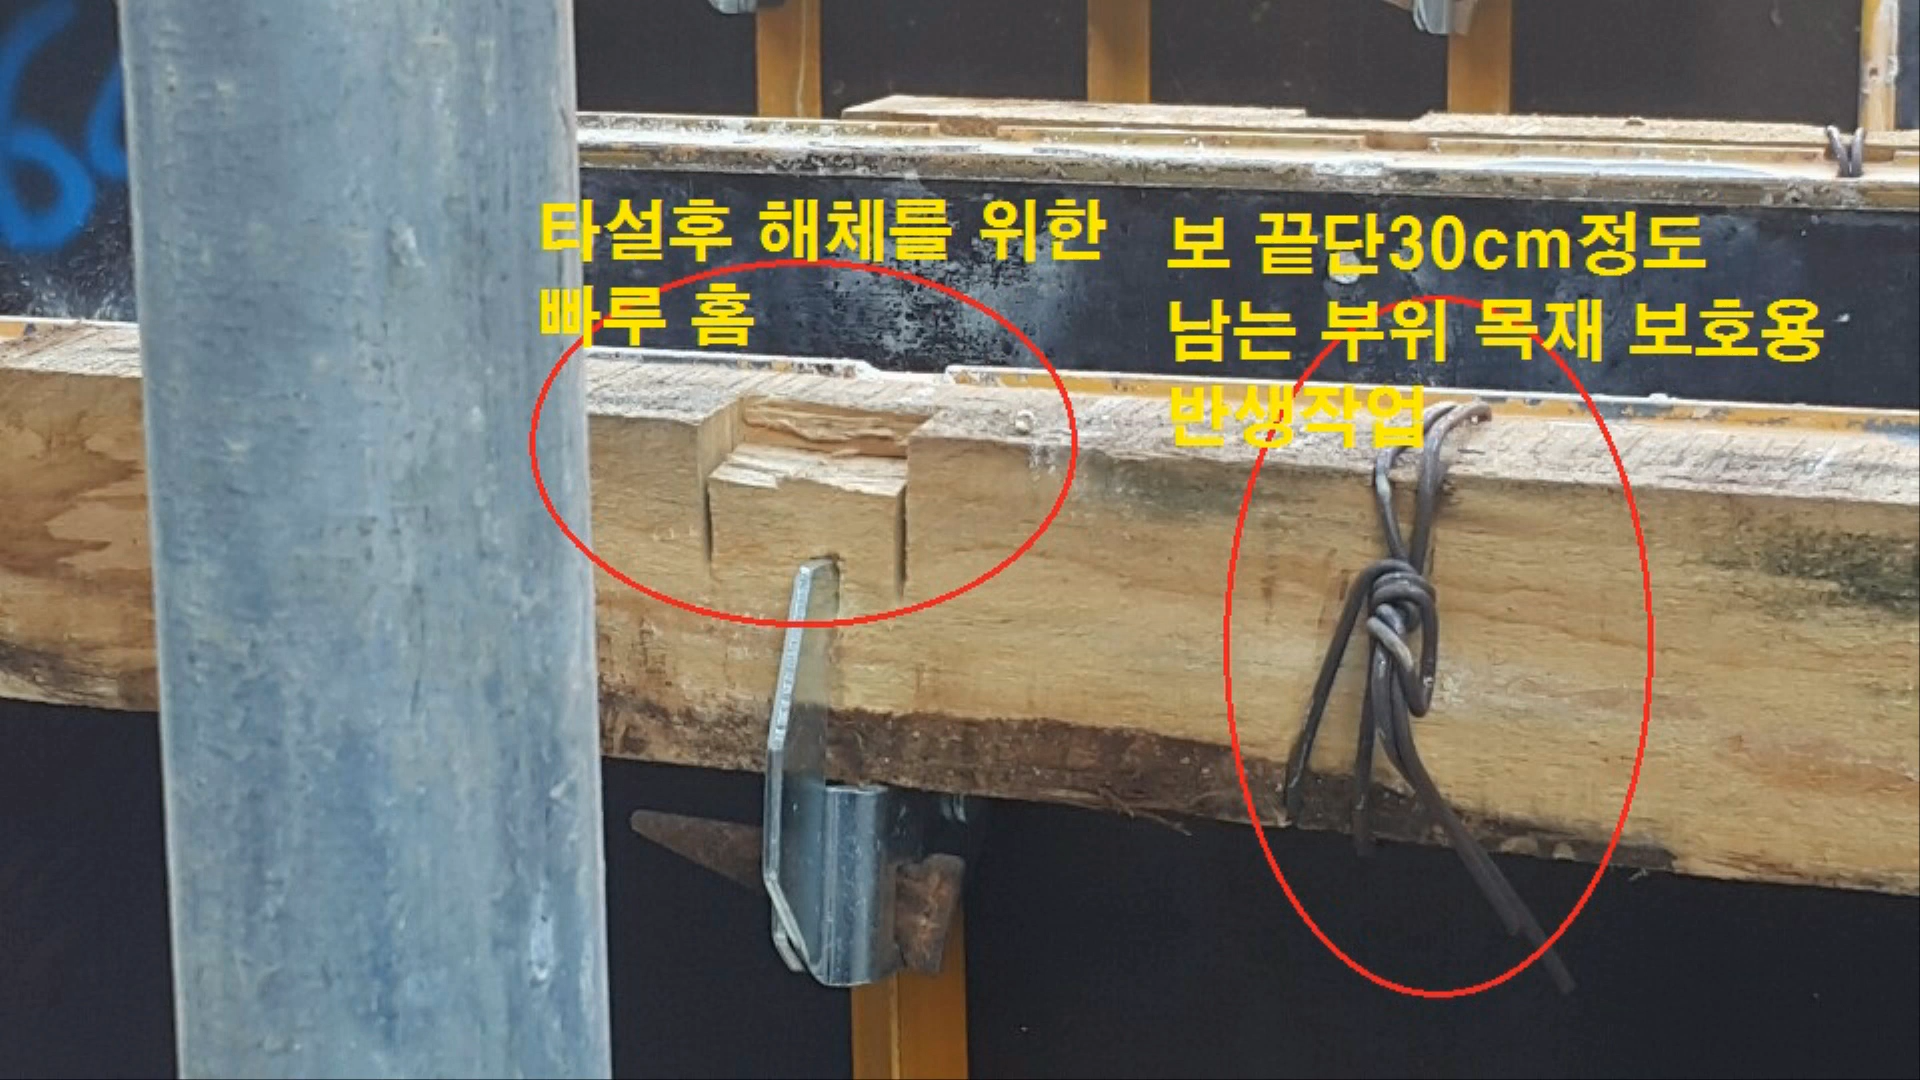 타설후 해체를 위한
빠루 홈
보 끝단30cm정도
남는 부위 목재 보호용
반생작업